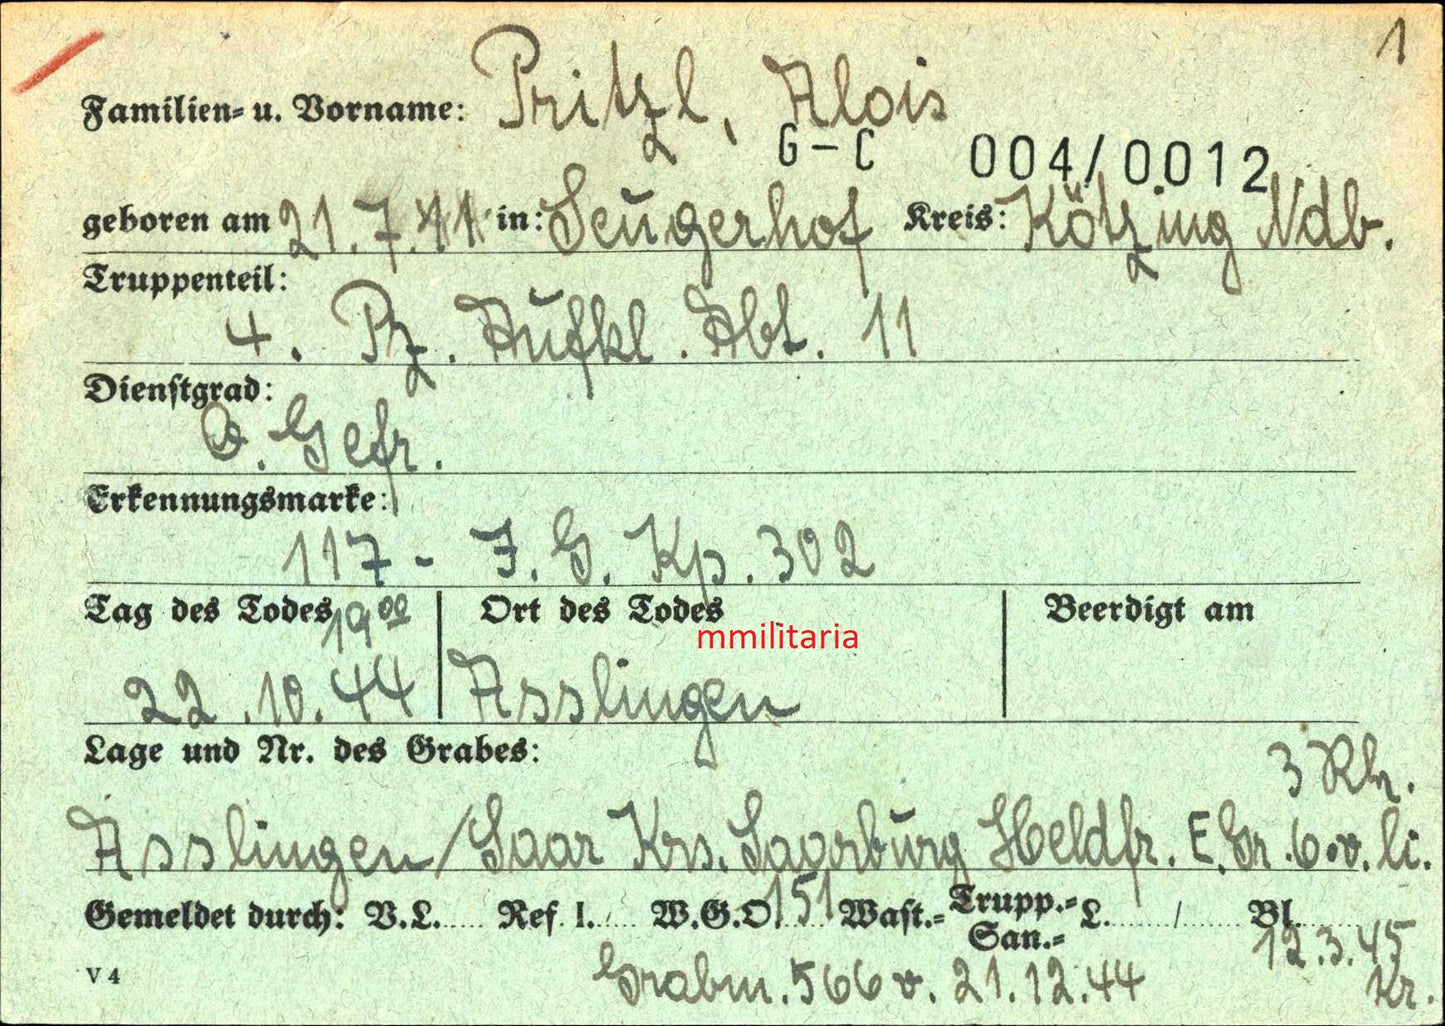 1
Familien- u. Vorname: Pritzl, Alois
G-C 004/0012
geboren am 21.7. in: Seugerhof Kreis: Kötzing Ndb.
Truppenteil:
4. Pz. Aufkl. Abt. 11
Dienstgrad:
O. Gefr.
Erkennungsmarke:
117 - I. G. Kp. 302
Tag des Todes 19⁰⁰ Ort des Todes Beerdigt am
mmilitaria
22.10.44 Asslingen
Lage und Nr. des Grabes:
3 Rh.
Asslingen/Saar Krs. Saarburg Heldfr. E. Gr. 6. v. li.
Gemeldet durch: V.L..... Ref. I..... W.G.O. 151 Wast.- Trupp.- San.- L......./....... Bl.
12.3.45
V 4 Grabm. 566 v. 21.12.44 Kr.